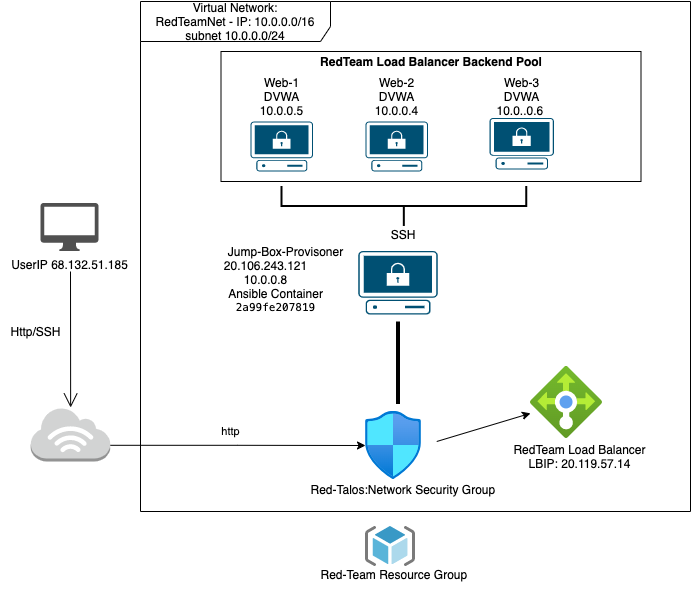 Virtual Network:
RedTeamNet - IP: 10.0.0.0/16
subnet 10.0.0.0/24
RedTeam Load Balancer Backend Pool
Web-1
DVWA
10.0.0.5
Web-2
DVWA
10.0.0.4
Web-3
DVWA
10.0..0.6
SSH
UserIP 68.132.51.185
Jump-Box-Provisoner
20.106.243.121
10.0.0.8
Ansible Container
2a99fe207819
Http/SSH
http
RedTeam Load Balancer
LBIP: 20.119.57.14
Red-Talos:Network Security Group
Red-Team Resource Group